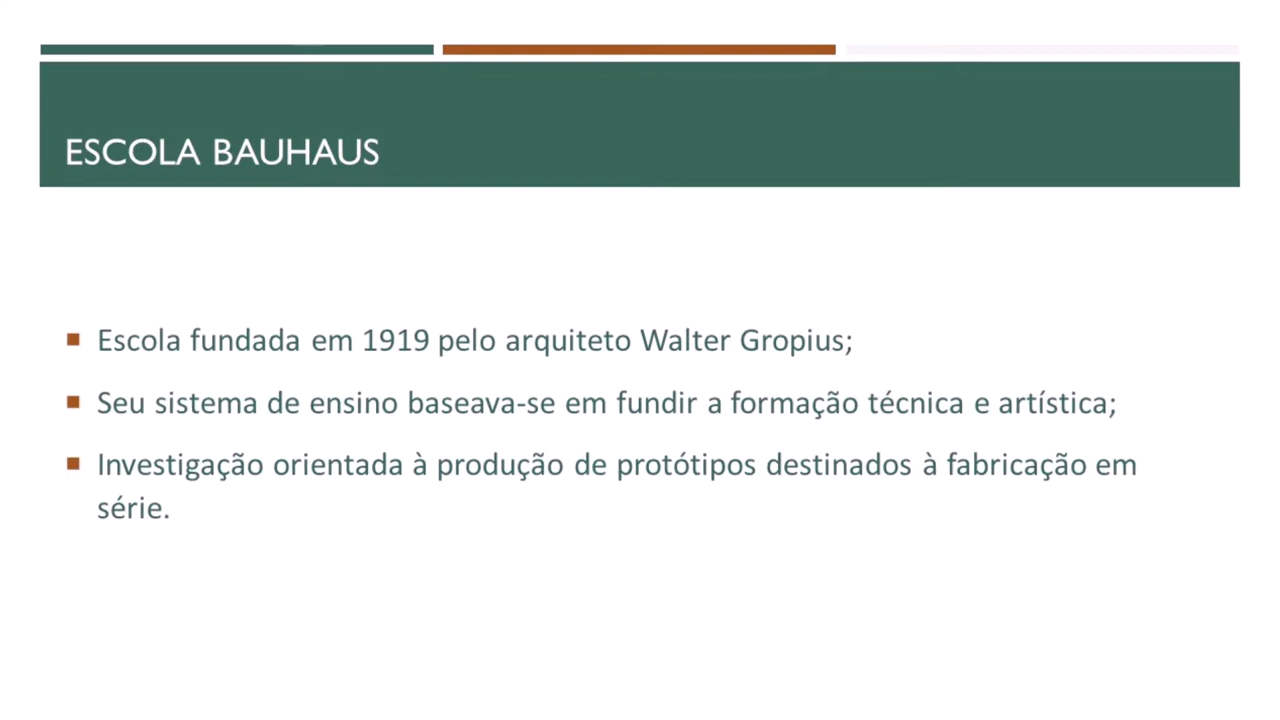 ESCOLA BAUHAUS
Escola fundada em 1919 pelo arquiteto Walter Gropius;
Seu sistema de ensino baseava-se em fundir a formação técnica e artística;
Investigação orientada à produção de protótipos destinados à fabricação em
série.